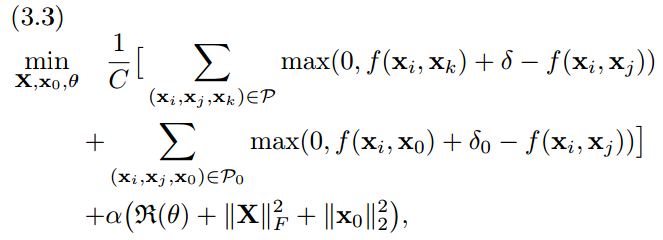 (3.3)
min_{X,x_0,θ} 1/C [ ∑_{(x_i,x_j,x_k)∈P} max(0, f(x_i, x_k) + δ − f(x_i, x_j))
+ ∑_{(x_i,x_j,x_0)∈P_0} max(0, f(x_i, x_0) + δ_0 − f(x_i, x_j))]
+α(ℜ(θ) + ‖X‖_F^2 + ‖x_0‖_2^2),